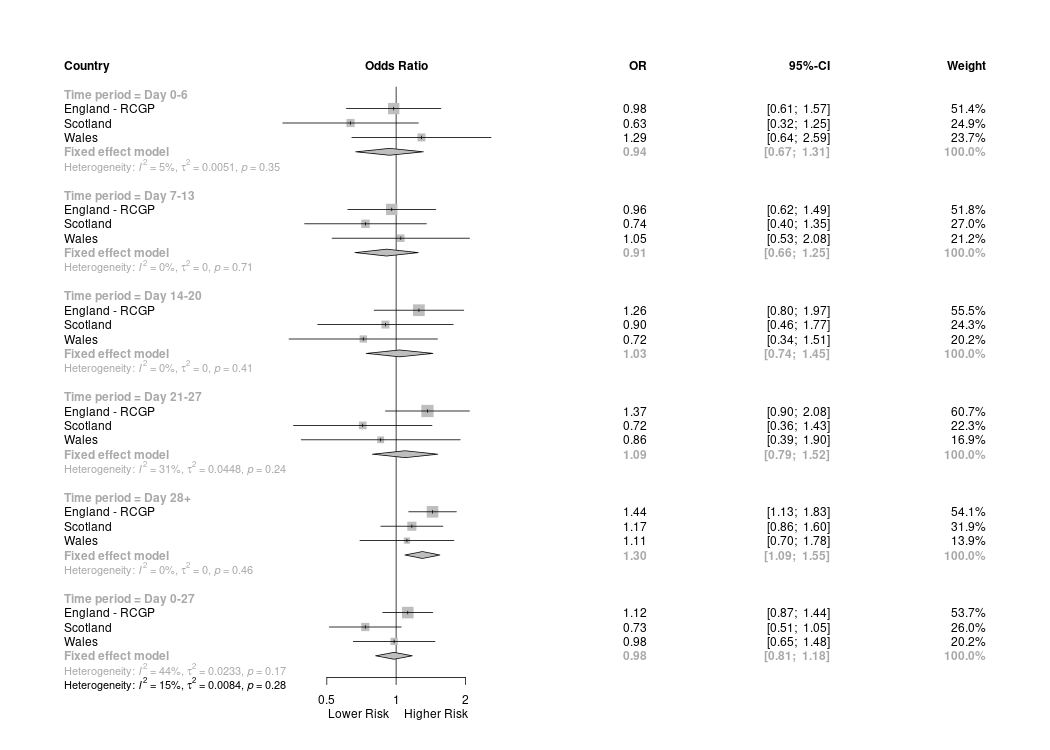 Country Odds Ratio OR 95%-CI Weight
Time period = Day 0-6
England - RCGP 0.98 [0.61; 1.57] 51.4%
Scotland 0.63 [0.32; 1.25] 24.9%
Wales 1.29 [0.64; 2.59] 23.7%
Fixed effect model 0.94 [0.67; 1.31] 100.0%
Heterogeneity: I² = 5%, τ² = 0.0051, p = 0.35
Time period = Day 7-13
England - RCGP 0.96 [0.62; 1.49] 51.8%
Scotland 0.74 [0.40; 1.35] 27.0%
Wales 1.05 [0.53; 2.08] 21.2%
Fixed effect model 0.91 [0.66; 1.25] 100.0%
Heterogeneity: I² = 0%, τ² = 0, p = 0.71
Time period = Day 14-20
England - RCGP 1.26 [0.80; 1.97] 55.5%
Scotland 0.90 [0.46; 1.77] 24.3%
Wales 0.72 [0.34; 1.51] 20.2%
Fixed effect model 1.03 [0.74; 1.45] 100.0%
Heterogeneity: I² = 0%, τ² = 0, p = 0.41
Time period = Day 21-27
England - RCGP 1.37 [0.90; 2.08] 60.7%
Scotland 0.72 [0.36; 1.43] 22.3%
Wales 0.86 [0.39; 1.90] 16.9%
Fixed effect model 1.09 [0.79; 1.52] 100.0%
Heterogeneity: I² = 31%, τ² = 0.0448, p = 0.24
Time period = Day 28+
England - RCGP 1.44 [1.13; 1.83] 54.1%
Scotland 1.17 [0.86; 1.60] 31.9%
Wales 1.11 [0.70; 1.78] 13.9%
Fixed effect model 1.30 [1.09; 1.55] 100.0%
Heterogeneity: I² = 0%, τ² = 0, p = 0.46
Time period = Day 0-27
England - RCGP 1.12 [0.87; 1.44] 53.7%
Scotland 0.73 [0.51; 1.05] 26.0%
Wales 0.98 [0.65; 1.48] 20.2%
Fixed effect model 0.98 [0.81; 1.18] 100.0%
Heterogeneity: I² = 44%, τ² = 0.0233, p = 0.17
Heterogeneity: I² = 15%, τ² = 0.0084, p = 0.28
0.5 1 2
Lower Risk Higher Risk